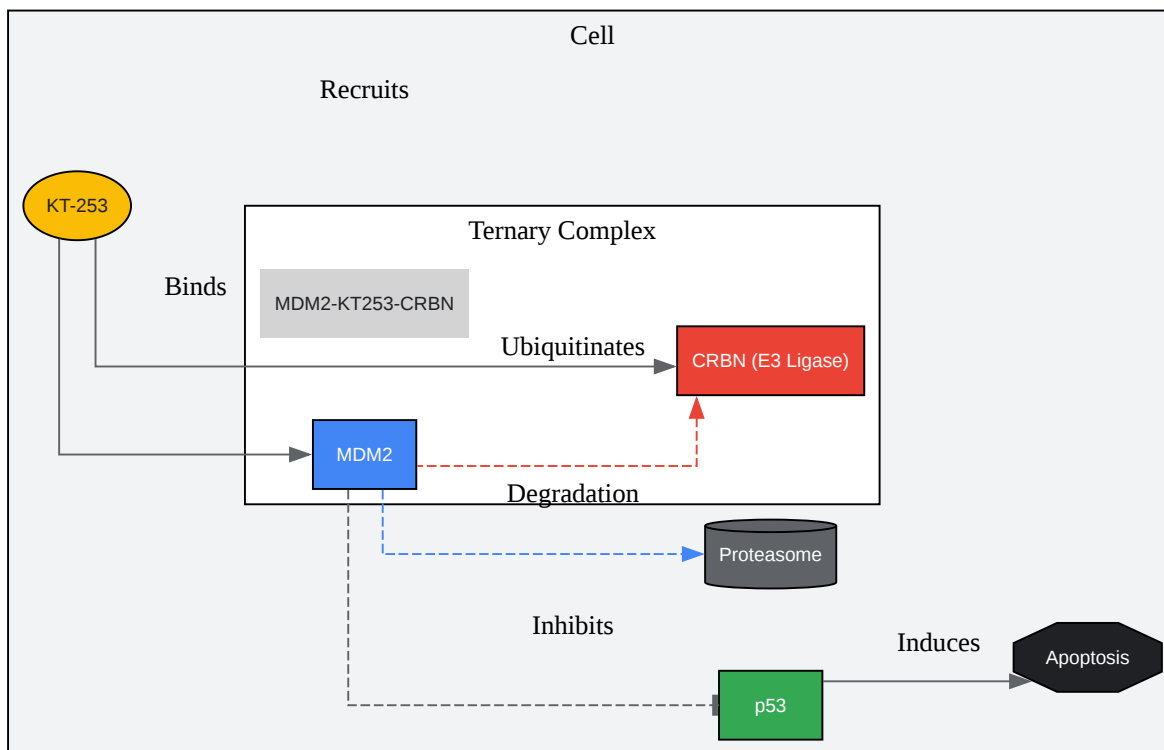 Cell
Recruits
KT-253
Ternary Complex
Binds
MDM2-KT253-CRBN
Ubiquitinates
CRBN (E3 Ligase)
MDM2
Degradation
Proteasome
Inhibits
Induces
Apoptosis
p53